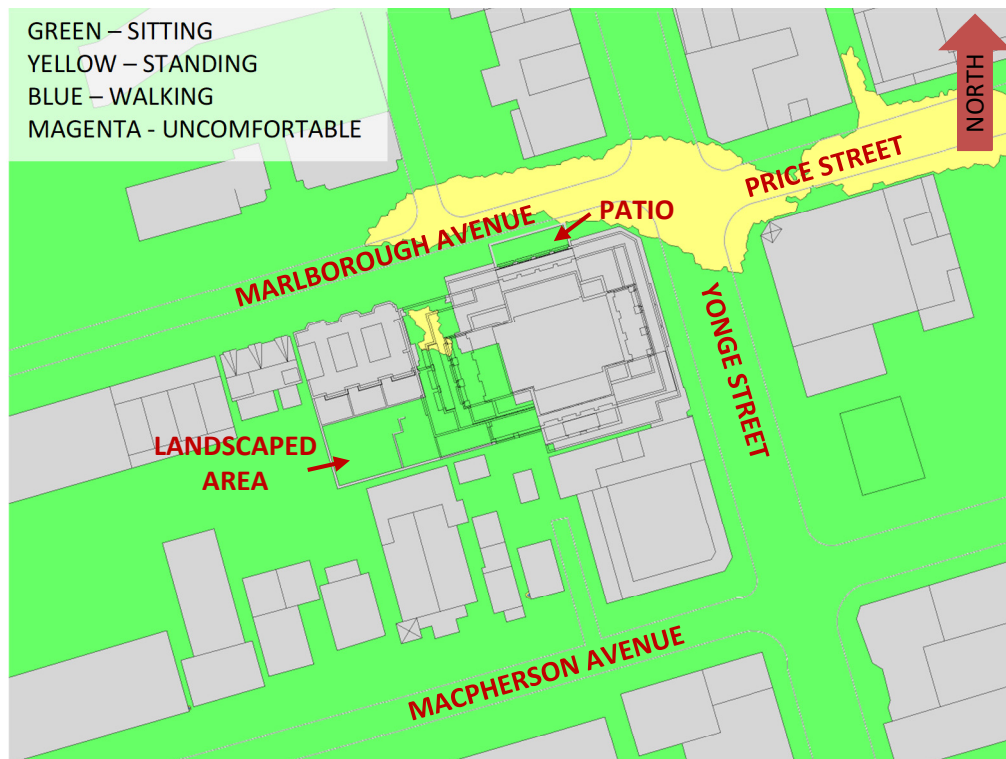 GREEN – SITTING
YELLOW – STANDING
BLUE – WALKING
MAGENTA - UNCOMFORTABLE
NORTH
PRICE STREET
PATIO
MARLBOROUGH AVENUE
YONGE STREET
LANDSCAPED
AREA
MACPHERSON AVENUE